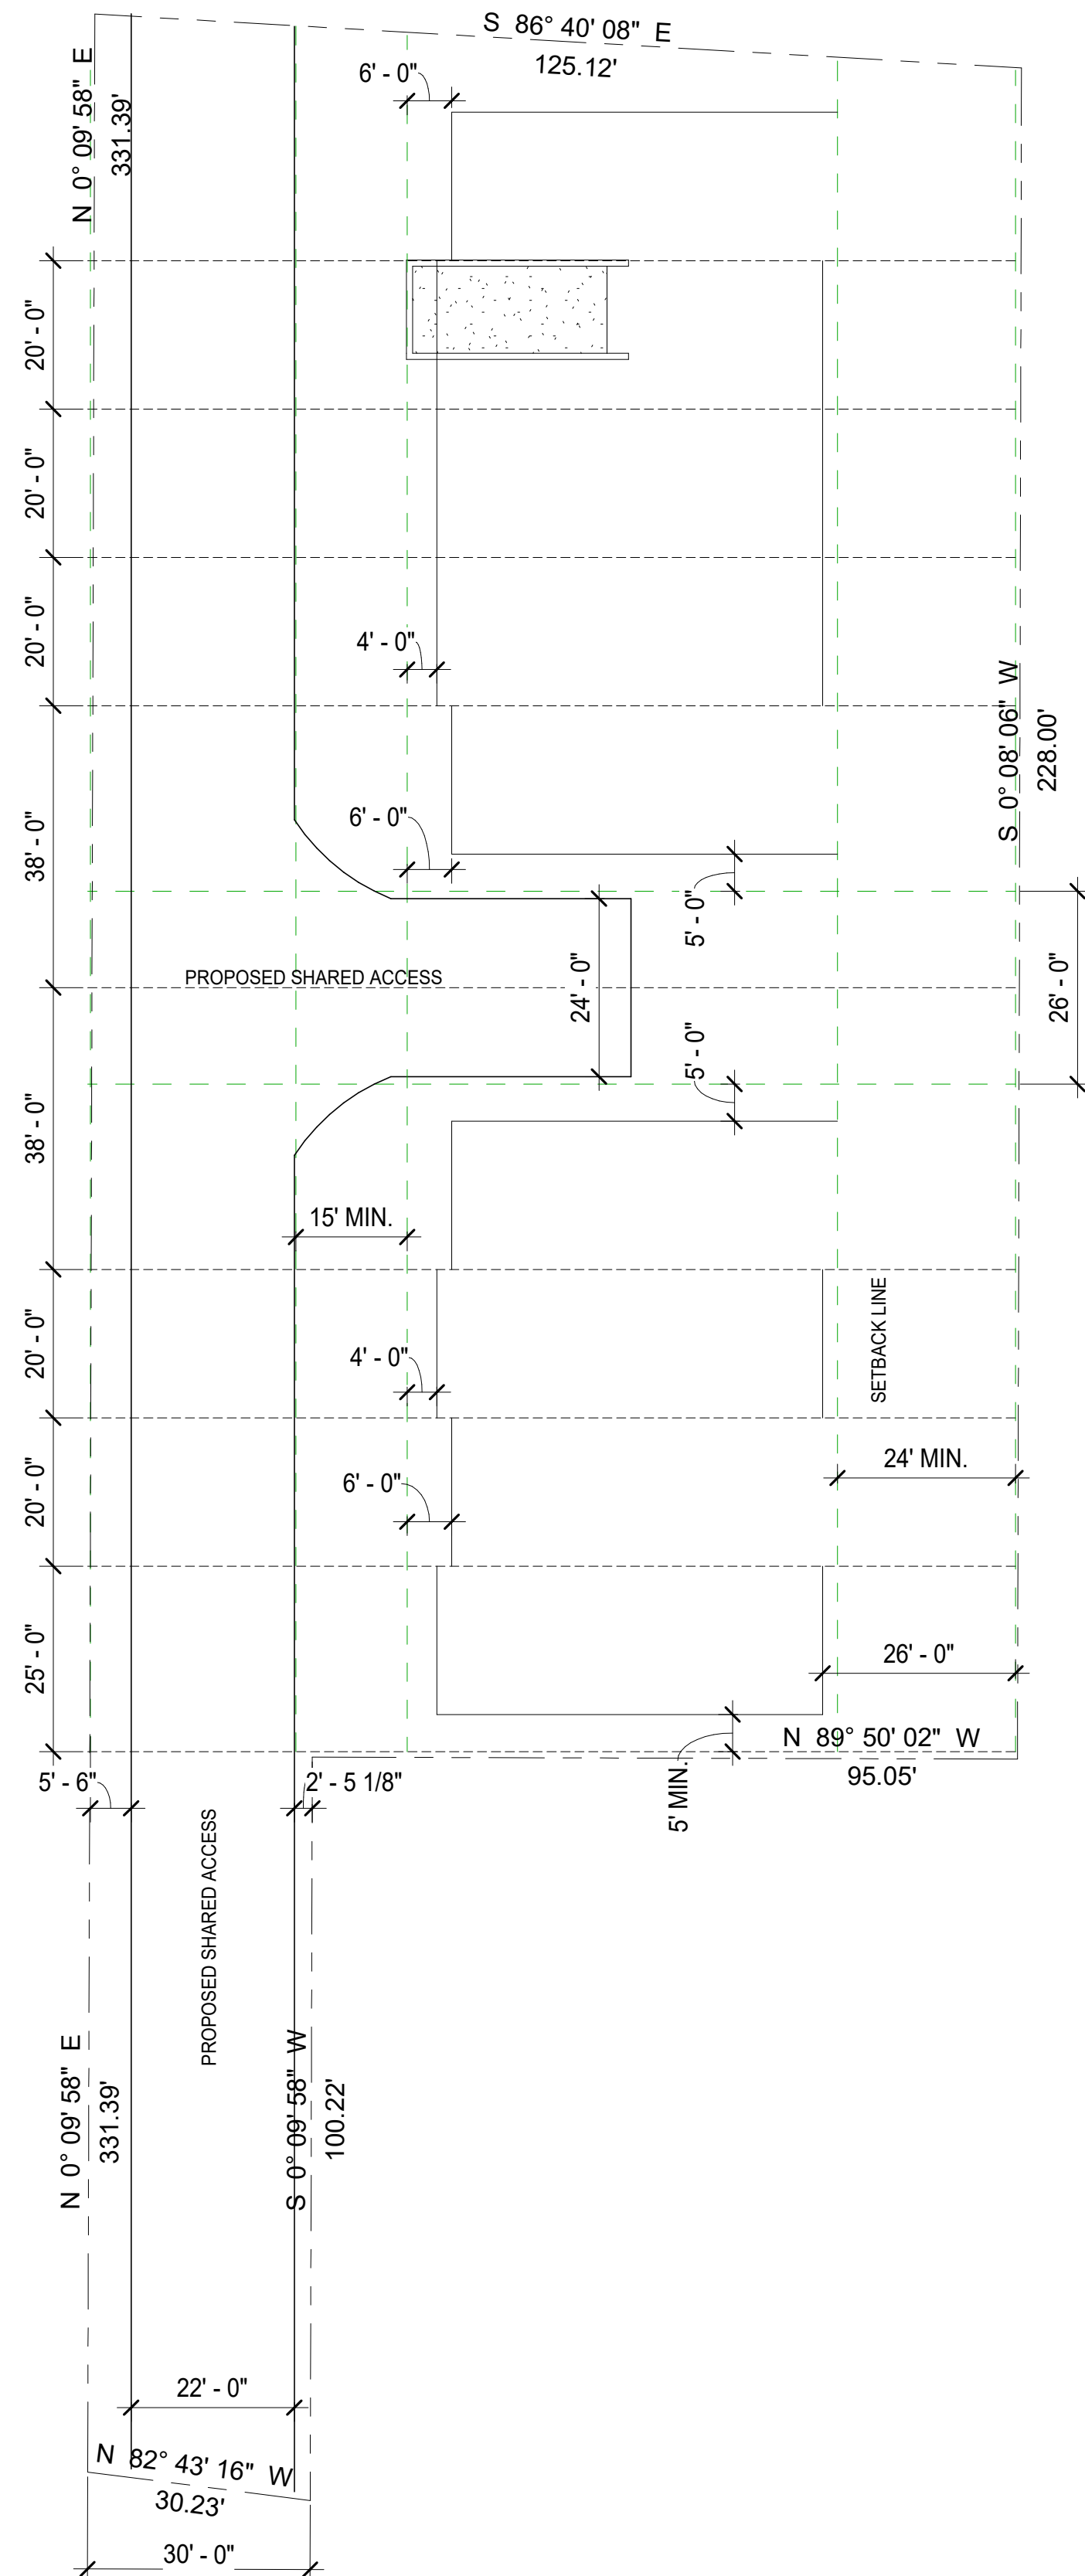 S 86° 40' 08" E
125.12'
N 0° 09' 58" E
331.39'
6' - 0"
20' - 0"
20' - 0"
20' - 0"
4' - 0"
S 0° 08' 06" W
228.00'
6' - 0"
38' - 0"
5' - 0"
24' - 0"
PROPOSED SHARED ACCESS
26' - 0"
5' - 0"
38' - 0"
15' MIN.
20' - 0"
4' - 0"
SETBACK LINE
20' - 0"
6' - 0"
24' MIN.
25' - 0"
26' - 0"
N 89° 50' 02" W
95.05'
5' - 6"
2' - 5 1/8"
5' MIN.
PROPOSED SHARED ACCESS
N 0° 09' 58" E
331.39'
S 0° 09' 58" W
100.22'
22' - 0"
N 82° 43' 16" W
30.23'
30' - 0"